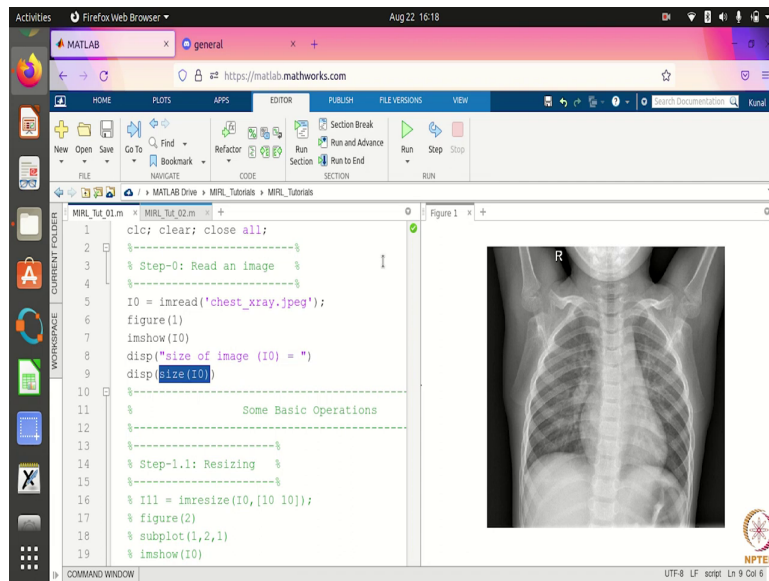 Activities Firefox Web Browser Aug 22 16:18
MATLAB × general × +
https://matlab.mathworks.com
HOME PLOTS APPS EDITOR PUBLISH FILE VERSIONS VIEW Search Documentation Kunal
New Open Save Go To Find Bookmark Refactor Run Section Section Break Run and Advance Run to End Run Step Stop
FILE NAVIGATE CODE SECTION RUN
/ › MATLAB Drive › MIRL_Tutorials › MIRL_Tutorials
CURRENT FOLDER
WORKSPACE
MIRL_Tut_01.m × MIRL_Tut_02.m × + Figure 1 × +
1 clc; clear; close all;
2 %------------------------%
3 % Step-0: Read an image %
4 %------------------------%
5 I0 = imread('chest_xray.jpeg');
6 figure(1)
7 imshow(I0)
8 disp("size of image (I0) = ")
9 disp(size(I0))
10 %------------------------------------------
11 % Some Basic Operations
12 %------------------------------------------
13 %----------------------%
14 % Step-1.1: Resizing %
15 %----------------------%
16 % I11 = imresize(I0,[10 10]);
17 % figure(2)
18 % subplot(1,2,1)
19 % imshow(I0)
R
NPTEL
COMMAND WINDOW UTF-8 LF script Ln 9 Col 6